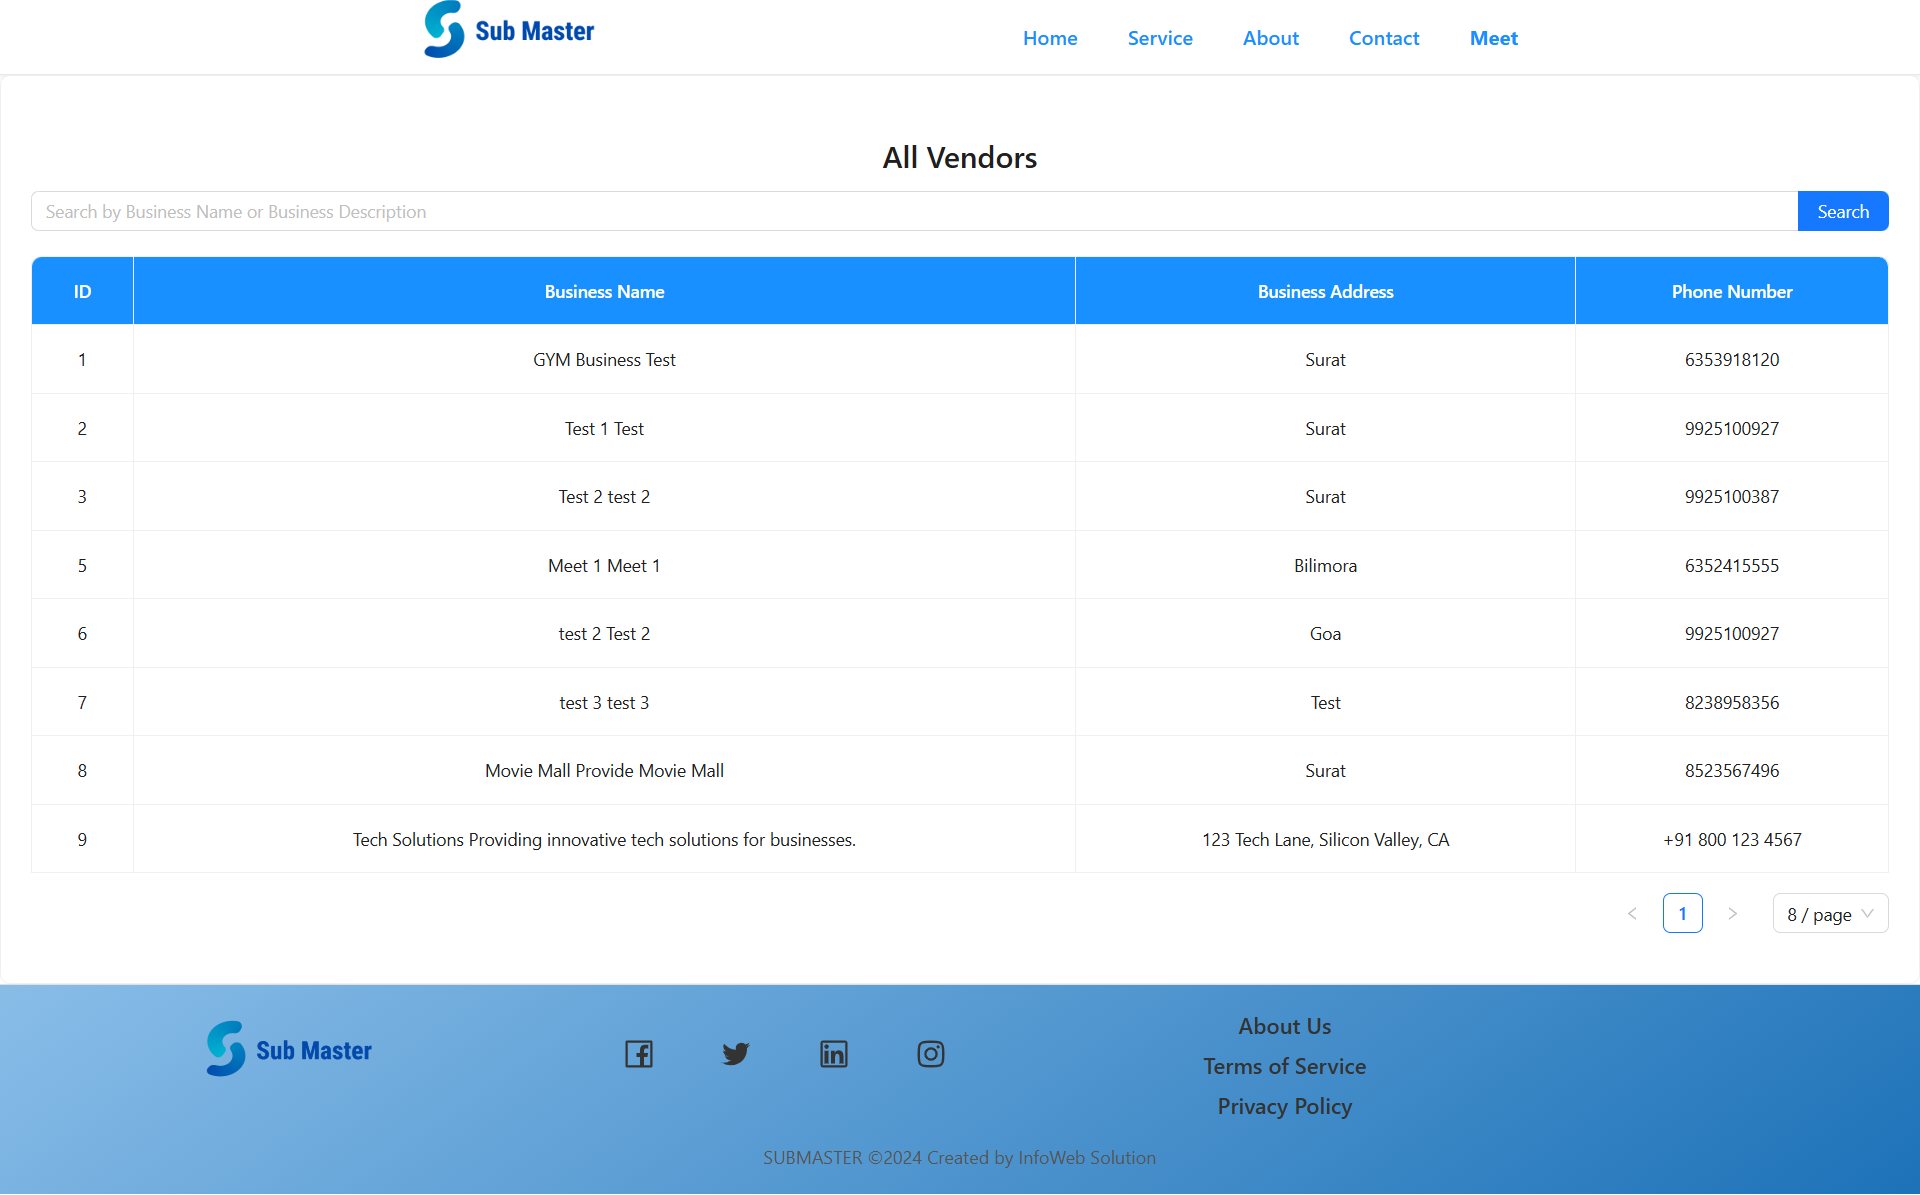 Sub Master
Home Service About Contact Meet
All Vendors
Search by Business Name or Business Description Search
ID Business Name Business Address Phone Number
1 GYM Business Test Surat 6353918120
2 Test 1 Test Surat 9925100927
3 Test 2 test 2 Surat 9925100387
5 Meet 1 Meet 1 Bilimora 6352415555
6 test 2 Test 2 Goa 9925100927
7 test 3 test 3 Test 8238958356
8 Movie Mall Provide Movie Mall Surat 8523567496
9 Tech Solutions Providing innovative tech solutions for businesses. 123 Tech Lane, Silicon Valley, CA +91 800 123 4567
< 1 > 8 / page
Sub Master
About Us
Terms of Service
Privacy Policy
SUBMASTER ©2024 Created by InfoWeb Solution